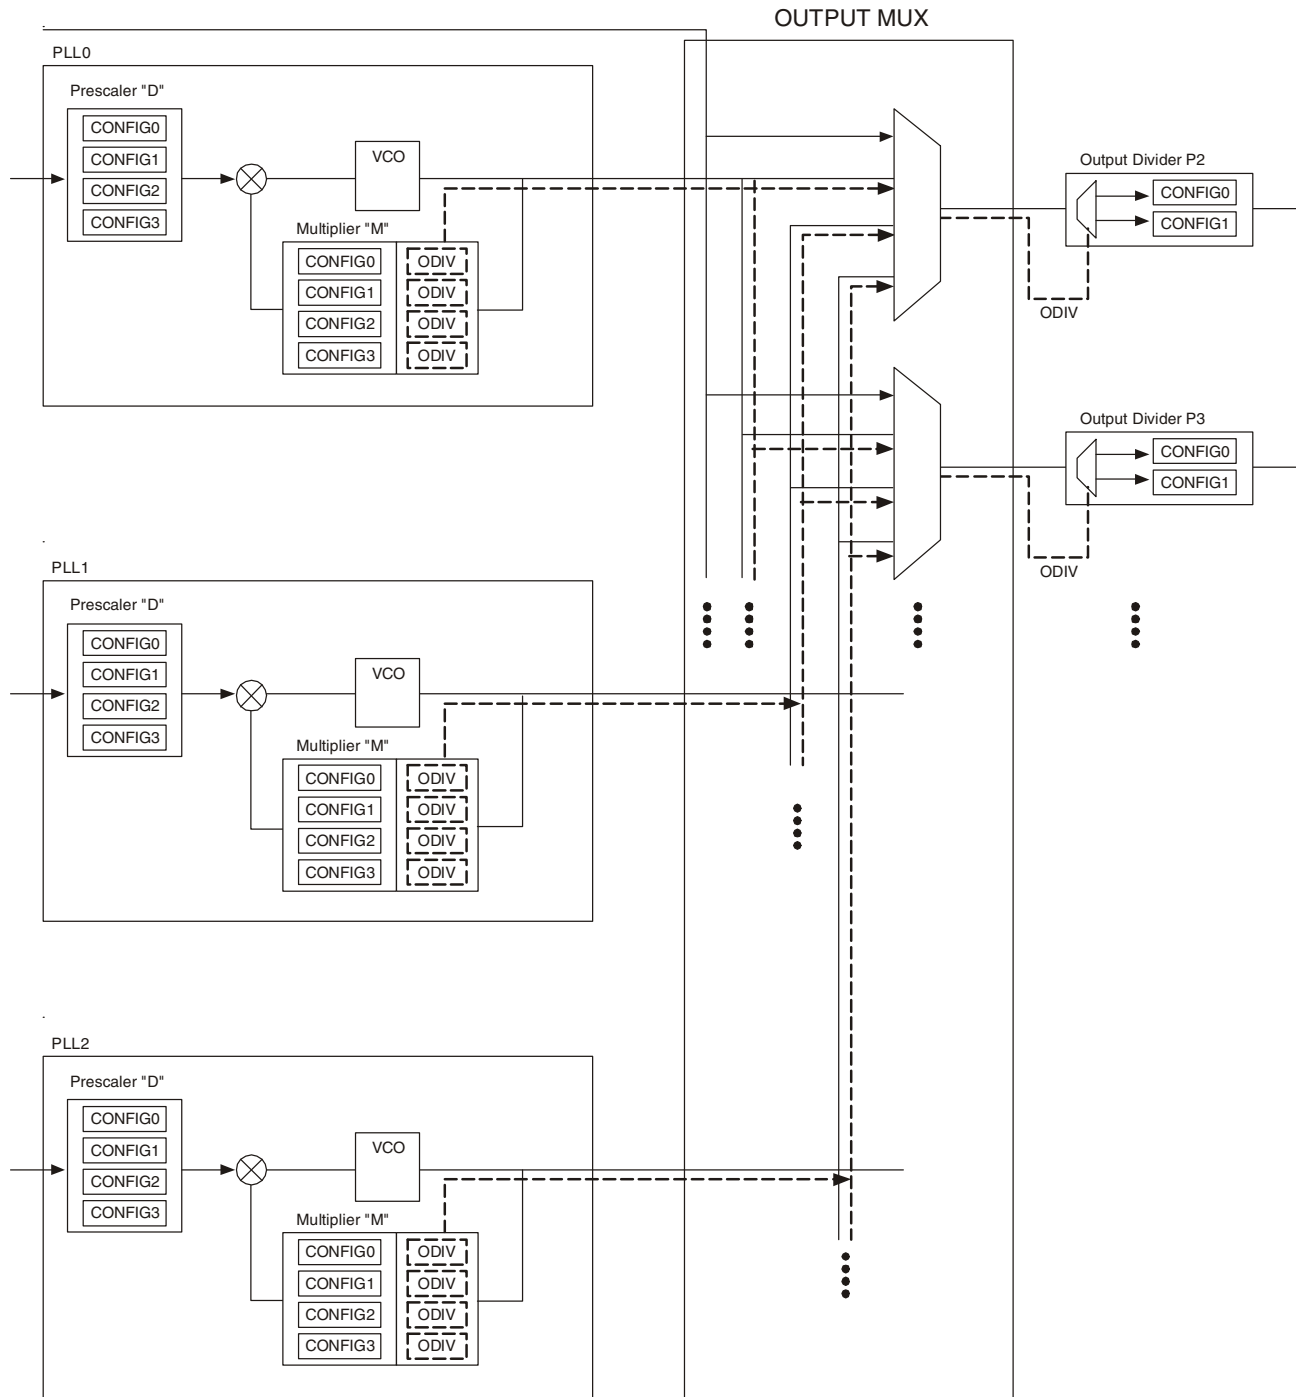 OUTPUT MUX
PLL0
Prescaler "D"
CONFIG0
CONFIG1
CONFIG2
CONFIG3
VCO
Multiplier "M"
CONFIG0 ODIV
CONFIG1 ODIV
CONFIG2 ODIV
CONFIG3 ODIV
Output Divider P2
CONFIG0
CONFIG1
ODIV
Output Divider P3
CONFIG0
CONFIG1
ODIV
PLL1
Prescaler "D"
CONFIG0
CONFIG1
CONFIG2
CONFIG3
VCO
Multiplier "M"
CONFIG0 ODIV
CONFIG1 ODIV
CONFIG2 ODIV
CONFIG3 ODIV
PLL2
Prescaler "D"
CONFIG0
CONFIG1
CONFIG2
CONFIG3
VCO
Multiplier "M"
CONFIG0 ODIV
CONFIG1 ODIV
CONFIG2 ODIV
CONFIG3 ODIV